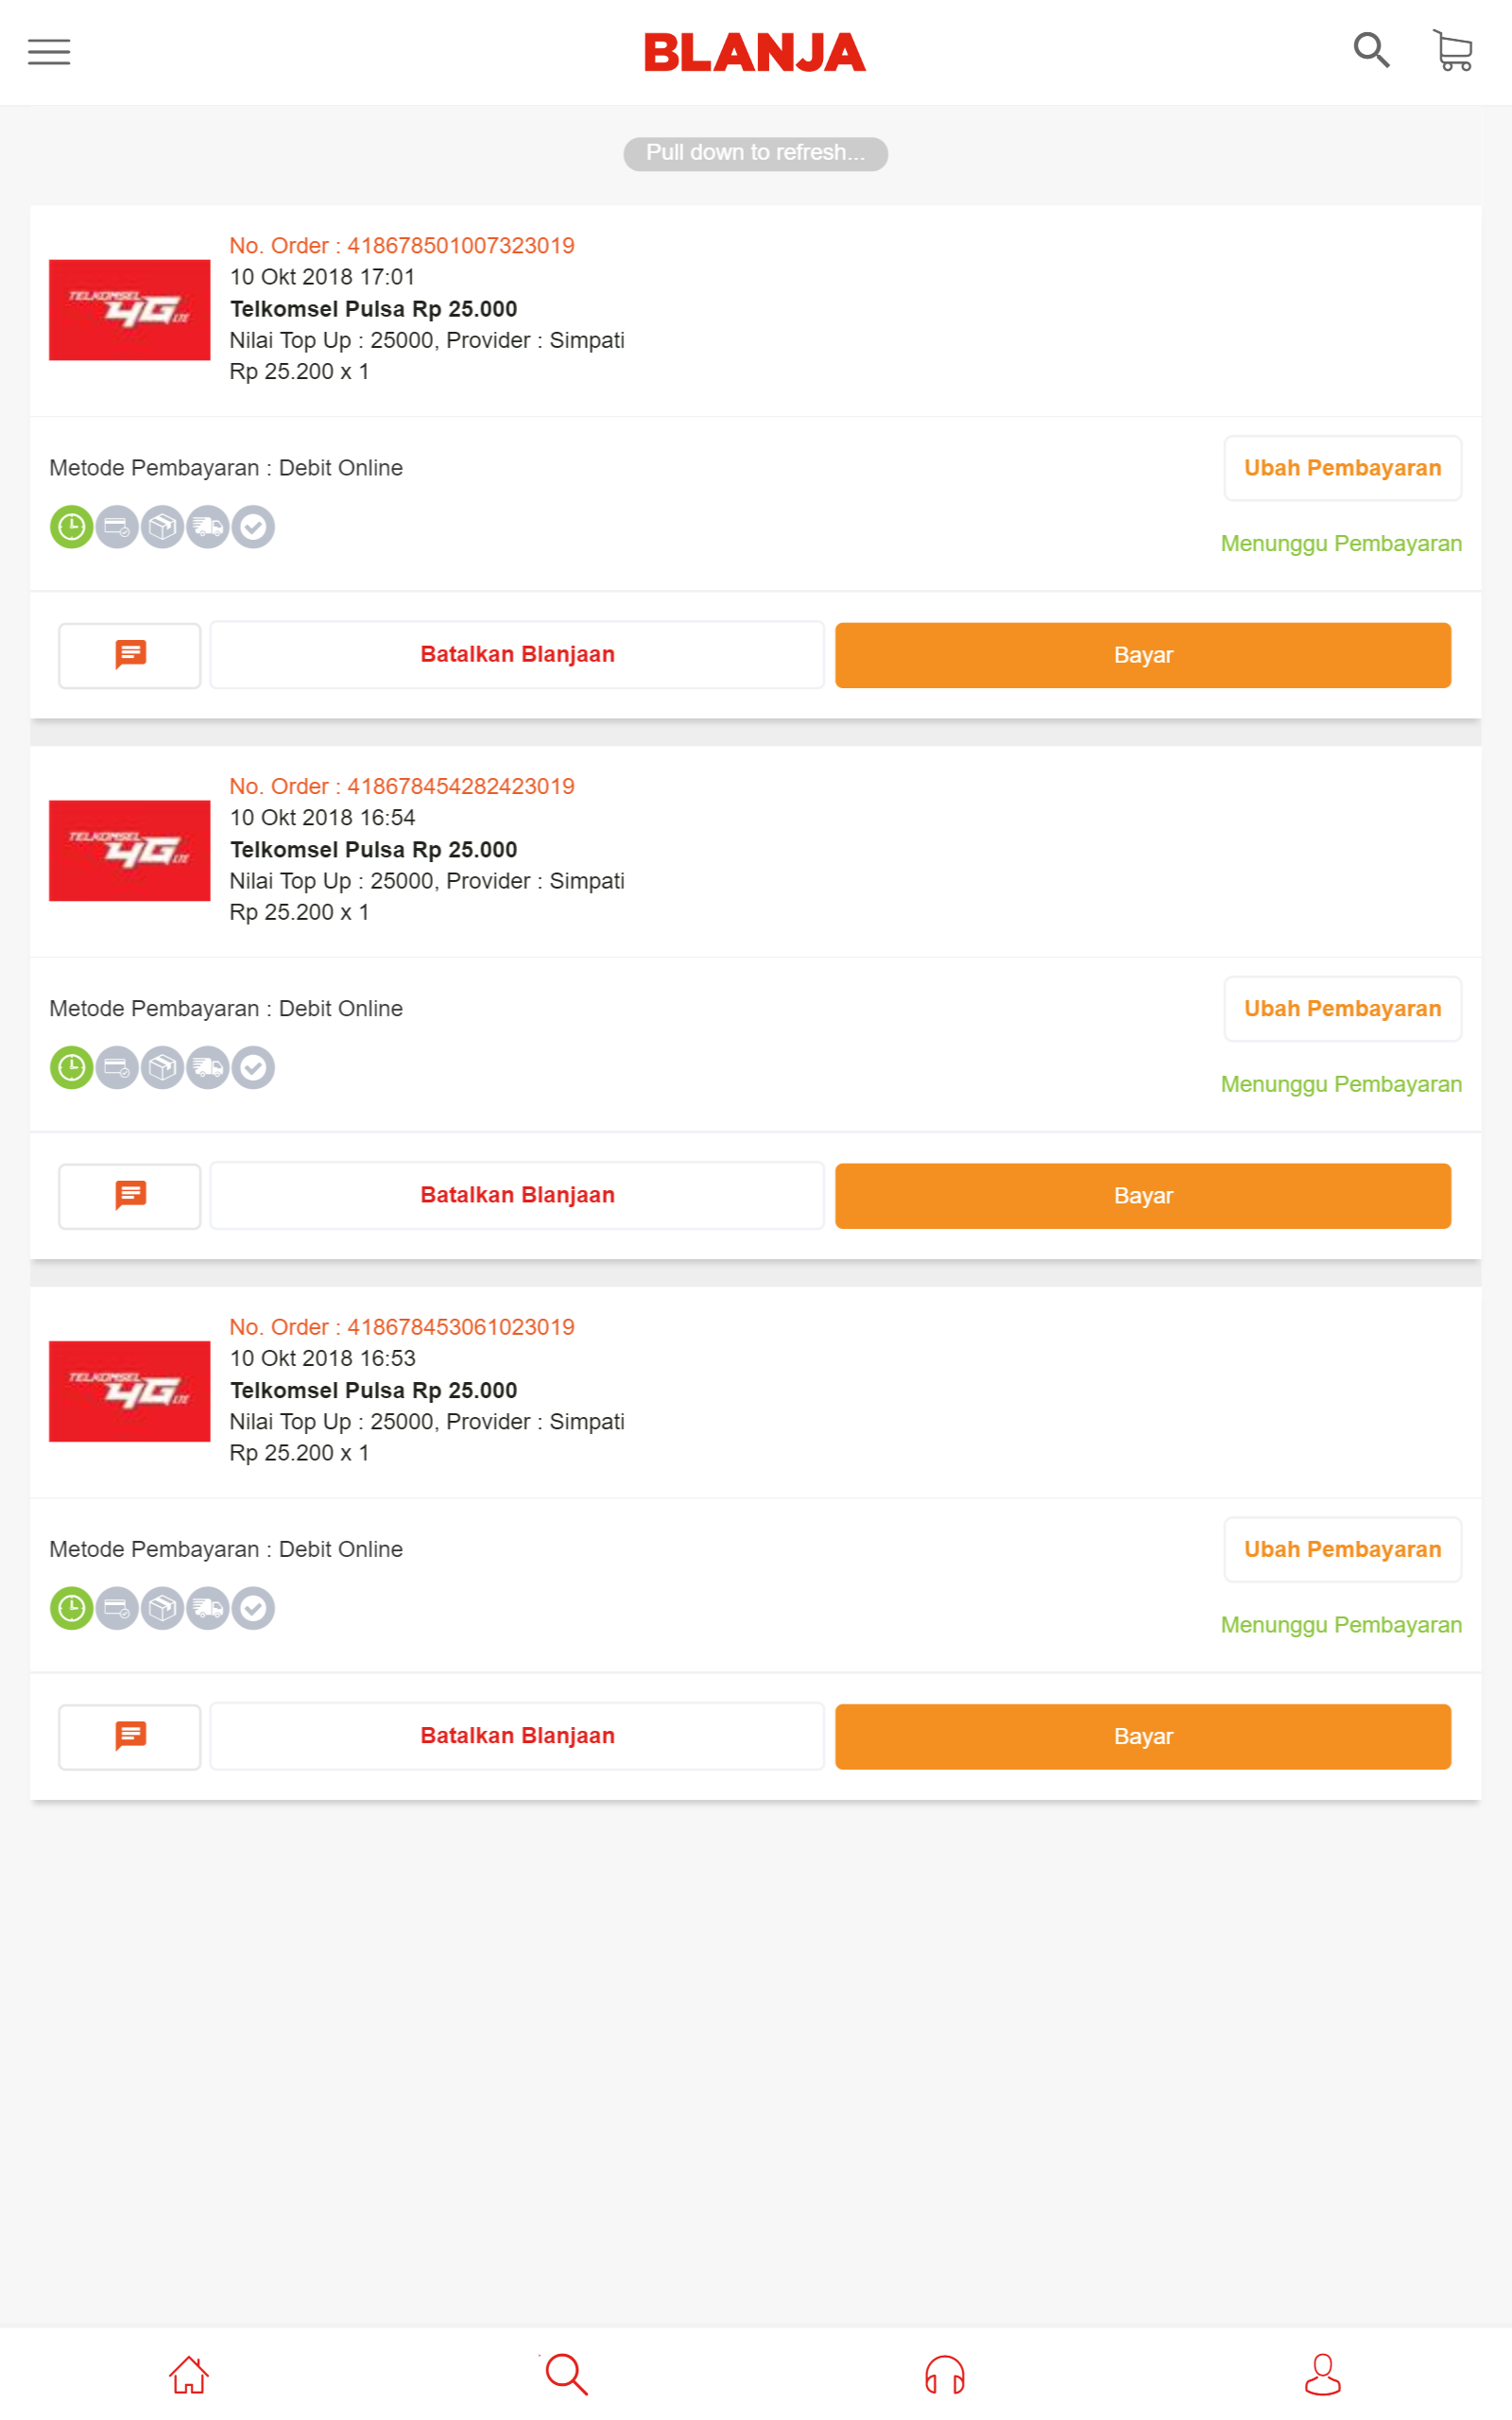 BLANJA
Pull down to refresh...
No. Order : 418678501007323019
10 Okt 2018 17:01
TELKOMSEL
4G LTE
Telkomsel Pulsa Rp 25.000
Nilai Top Up : 25000, Provider : Simpati
Rp 25.200 x 1
Metode Pembayaran : Debit Online
Ubah Pembayaran
Menunggu Pembayaran
Batalkan Blanjaan
Bayar
No. Order : 418678454282423019
10 Okt 2018 16:54
TELKOMSEL
4G LTE
Telkomsel Pulsa Rp 25.000
Nilai Top Up : 25000, Provider : Simpati
Rp 25.200 x 1
Metode Pembayaran : Debit Online
Ubah Pembayaran
Menunggu Pembayaran
Batalkan Blanjaan
Bayar
No. Order : 418678453061023019
10 Okt 2018 16:53
TELKOMSEL
4G LTE
Telkomsel Pulsa Rp 25.000
Nilai Top Up : 25000, Provider : Simpati
Rp 25.200 x 1
Metode Pembayaran : Debit Online
Ubah Pembayaran
Menunggu Pembayaran
Batalkan Blanjaan
Bayar